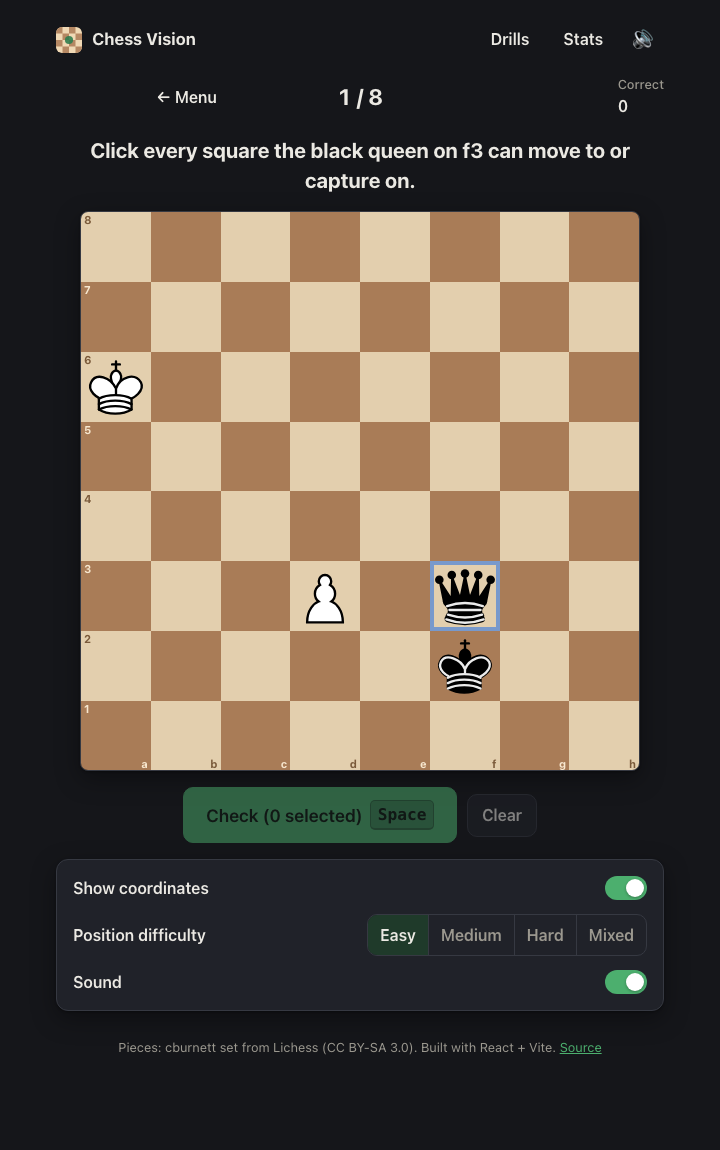 Chess Vision
Drills
Stats
← Menu
1 / 8
Correct
0
Click every square the black queen on f3 can move to or
capture on.
8
7
6
5
4
3
2
1
a b c d e f g h
Check (0 selected) Space
Clear
Show coordinates
Position difficulty
Easy Medium Hard Mixed
Sound
Pieces: cburnett set from Lichess (CC BY-SA 3.0). Built with React + Vite. Source